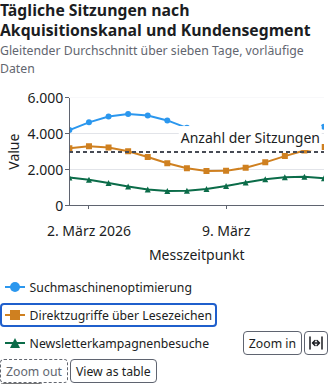 Tägliche Sitzungen nach
Akquisitionskanal und Kundensegment
Gleitender Durchschnitt über sieben Tage, vorläufige
Daten
6.000
4.000
2.000
0
Value
Anzahl der Sitzungen
2. März 2026
9. März
Messzeitpunkt
Suchmaschinenoptimierung
Direktzugriffe über Lesezeichen
Newsletterkampagnenbesuche
Zoom in
Zoom out
View as table